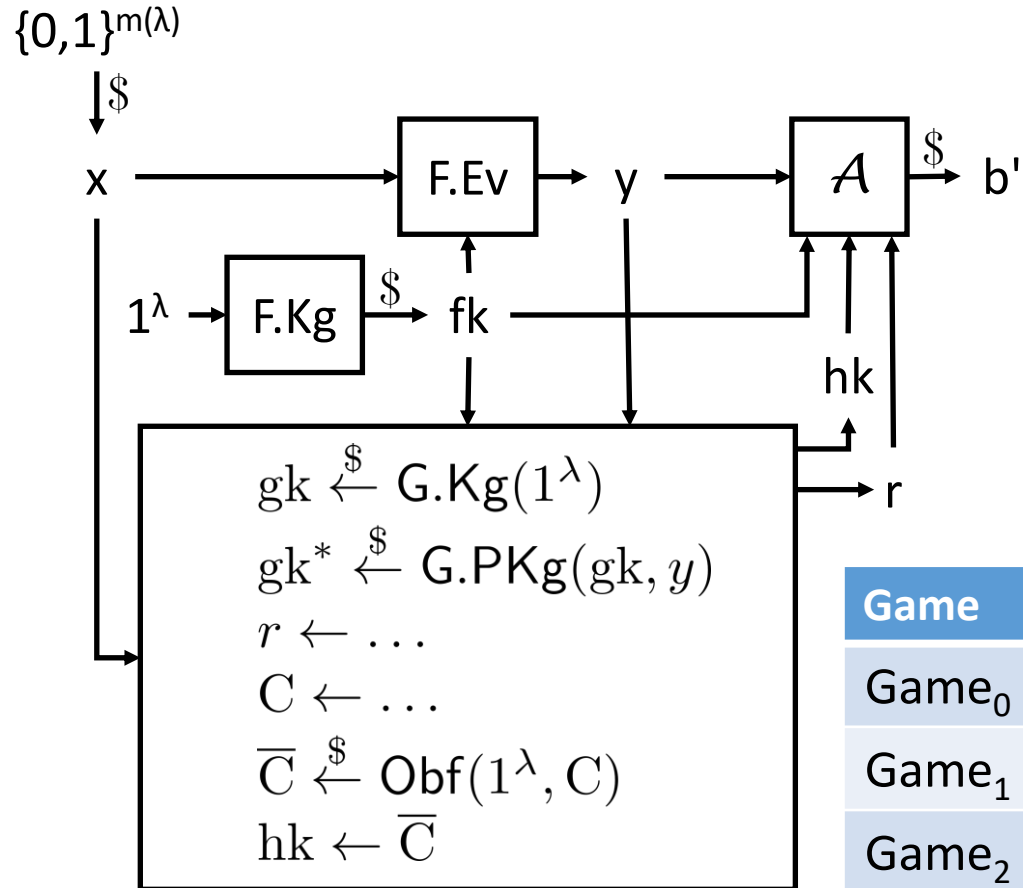 {0,1}^m(λ)
$
x
F.Ev
y
𝒜
$
b'
1^λ
F.Kg
$
fk
hk
r
gk ←$ G.Kg(1^λ)
gk* ←$ G.PKg(gk, y)
r ← . . .
C ← . . .
C̅ ←$ Obf(1^λ, C)
hk ← C̅
Game
Game₀
Game₁
Game₂